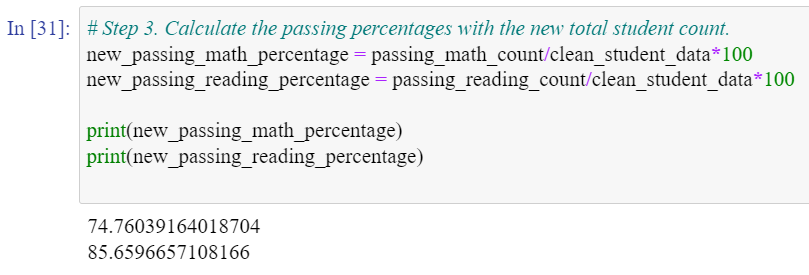 In [31]: # Step 3. Calculate the passing percentages with the new total student count.
new_passing_math_percentage = passing_math_count/clean_student_data*100
new_passing_reading_percentage = passing_reading_count/clean_student_data*100
print(new_passing_math_percentage)
print(new_passing_reading_percentage)
74.76039164018704
85.6596657108166